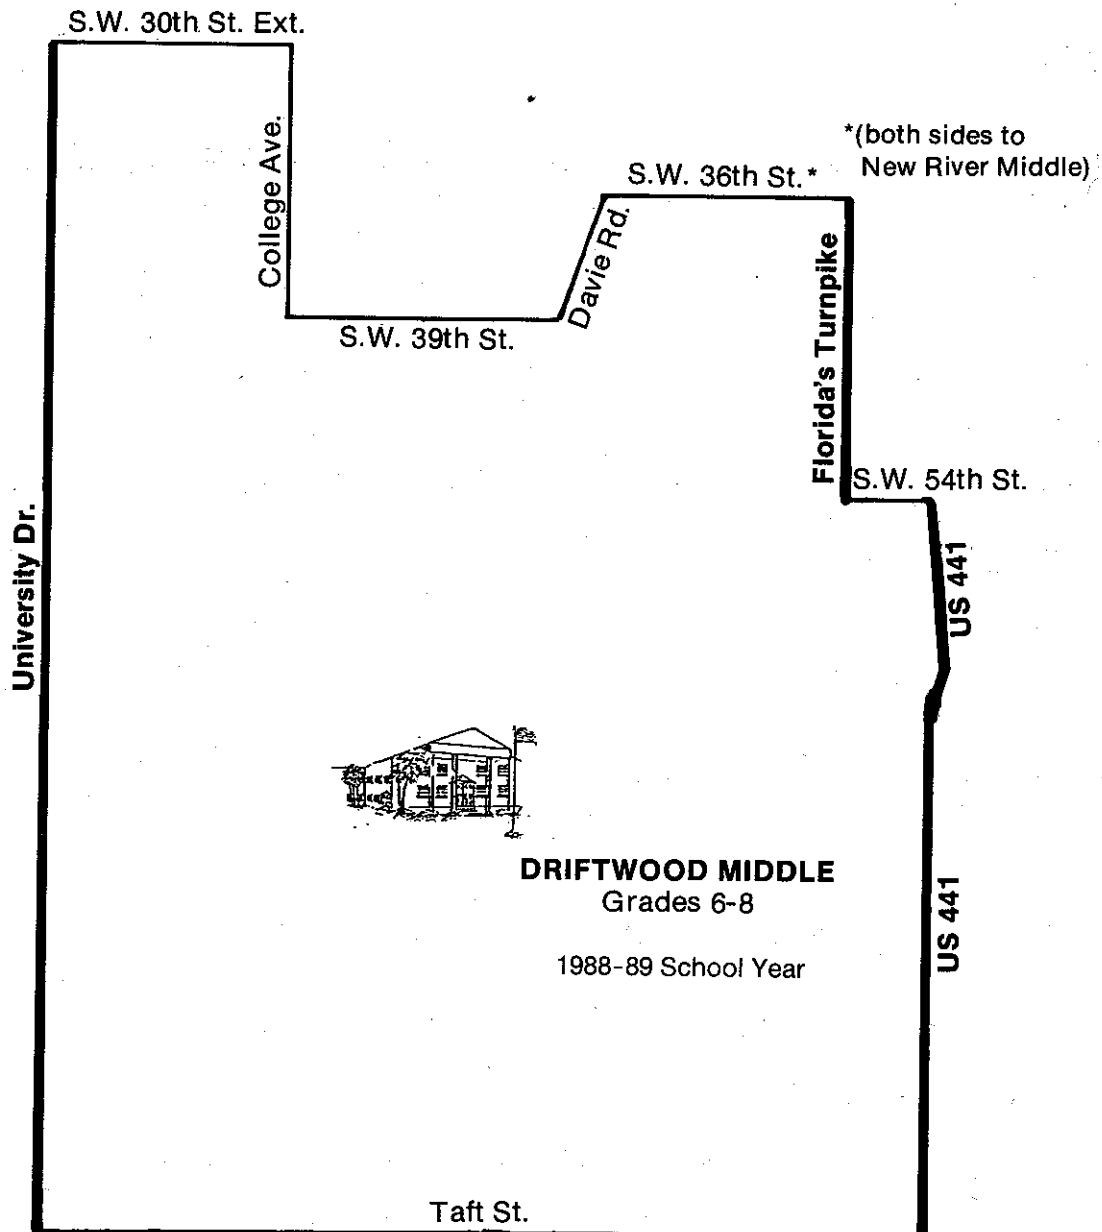 S.W. 30th St. Ext.
College Ave.
*(both sides to
New River Middle)
S.W. 36th St.*
Davie Rd.
S.W. 39th St.
Florida's Turnpike
S.W. 54th St.
US 441
University Dr.
DRIFTWOOD MIDDLE
Grades 6-8
1988-89 School Year
US 441
Taft St.